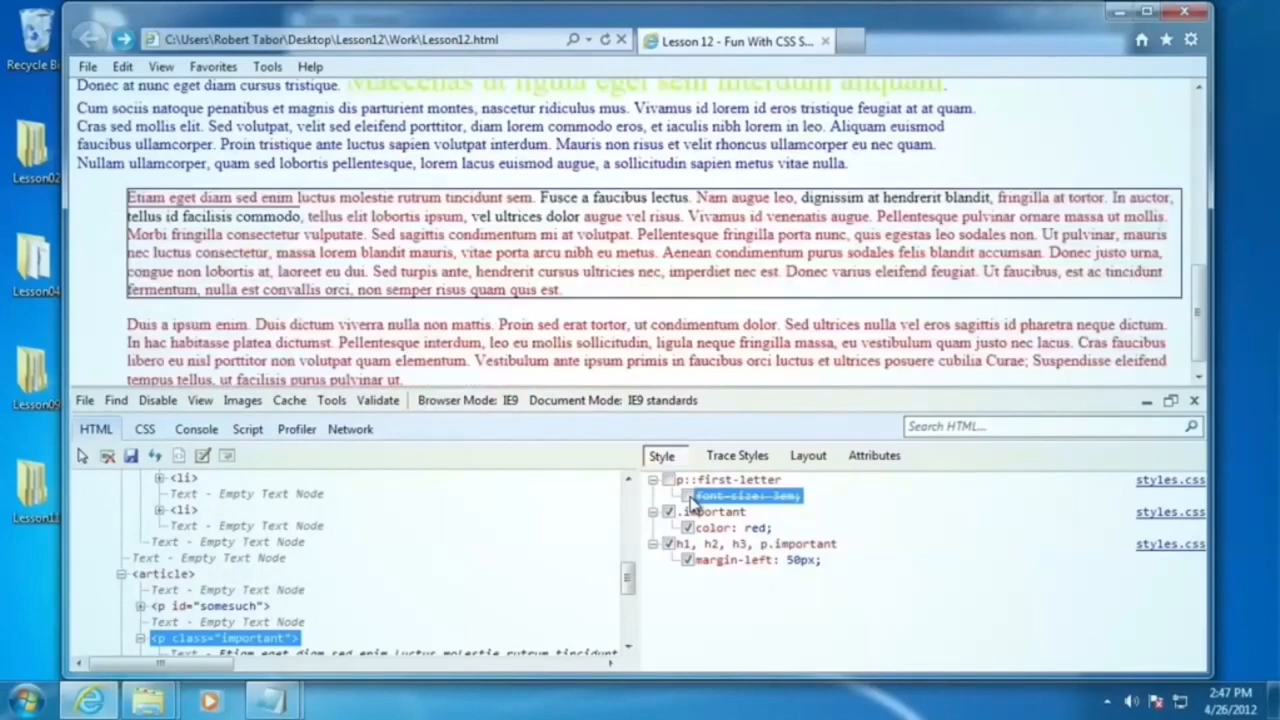 Recycle Bi
Lesson02
Lesson04
Lesson09
Lesson11
C:\Users\Robert Tabor\Desktop\Lesson12\Work\Lesson12.html
Lesson 12 - Fun With CSS S...
File Edit View Favorites Tools Help
Donec at nunc eget diam cursus tristique. Maecenas ut ligula eget sem interdum aliquam.
Cum sociis natoque penatibus et magnis dis parturient montes, nascetur ridiculus mus. Vivamus id lorem id eros tristique feugiat at at quam.
Cras sed mollis elit. Sed volutpat, velit sed eleifend porttitor, diam lorem commodo eros, et iaculis nibh lorem in leo. Aliquam euismod
faucibus ullamcorper. Proin tristique ante luctus sapien volutpat interdum. Mauris non risus et velit rhoncus ullamcorper eu nec quam.
Nullam ullamcorper, quam sed lobortis pellentesque, lorem lacus euismod augue, a sollicitudin sapien metus vitae nulla.
Etiam eget diam sed enim luctus molestie rutrum tincidunt sem. Fusce a faucibus lectus. Nam augue leo, dignissim at hendrerit blandit, fringilla at tortor. In auctor,
tellus id facilisis commodo, tellus elit lobortis ipsum, vel ultrices dolor augue vel risus. Vivamus id venenatis augue. Pellentesque pulvinar ornare massa ut mollis.
Morbi fringilla consectetur vulputate. Sed sagittis condimentum mi at volutpat. Pellentesque fringilla porta nunc, quis egestas leo sodales non. Ut pulvinar, mauris
nec luctus consectetur, massa lorem blandit mauris, vitae porta arcu nibh eu metus. Aenean condimentum purus sodales felis blandit accumsan. Donec justo urna,
congue non lobortis at, laoreet eu dui. Sed turpis ante, hendrerit cursus ultricies nec, imperdiet nec est. Donec varius eleifend feugiat. Ut faucibus, est ac tincidunt
fermentum, nulla est convallis orci, non semper risus quam quis est.
Duis a ipsum enim. Duis dictum viverra nulla non mattis. Proin sed erat tortor, ut condimentum dolor. Sed ultrices nulla vel eros sagittis id pharetra neque dictum.
In hac habitasse platea dictumst. Pellentesque interdum, leo eu mollis sollicitudin, ligula neque fringilla massa, eu vestibulum quam justo nec lacus. Cras faucibus
libero eu nisl porttitor non volutpat quam elementum. Vestibulum ante ipsum primis in faucibus orci luctus et ultrices posuere cubilia Curae; Suspendisse eleifend
tempus tellus, ut facilisis purus pulvinar ut.
File Find Disable View Images Cache Tools Validate Browser Mode: IE9 Document Mode: IE9 standards
HTML CSS Console Script Profiler Network Search HTML...
Style Trace Styles Layout Attributes
<li>
Text - Empty Text Node
<li>
Text - Empty Text Node
Text - Empty Text Node
Text - Empty Text Node
<article>
Text - Empty Text Node
<p id="somesuch">
Text - Empty Text Node
<p class="important">
Text - Etiam eget diam sed enim luctus molestie rutrum tincidunt
p::first-letter styles.css
font-size: 3em;
.important styles.css
color: red;
h1, h2, h3, p.important styles.css
margin-left: 50px;
2:47 PM
4/26/2012